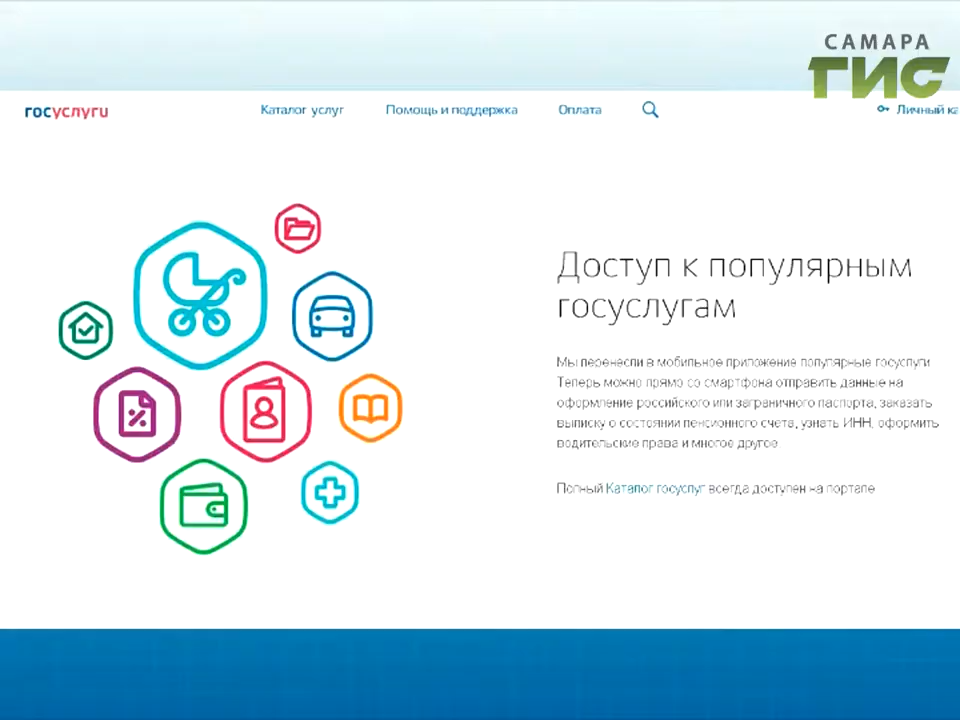 САМАРА
ГИС
госуслуги
Каталог услуг
Помощь и поддержка
Оплата
Личный ка
Доступ к популярным
госуслугам
Мы перенесли в мобильное приложение популярные госуслуги
Теперь можно прямо со смартфона отправить данные на
оформление российского или заграничного паспорта, заказать
выписку о состоянии пенсионного счета, узнать ИНН, оформить
водительские права и многое другое.
Полный Каталог госуслуг всегда доступен на портале